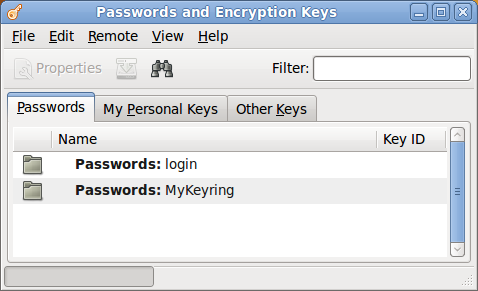 Passwords and Encryption Keys
File Edit Remote View Help
Properties Filter:
Passwords My Personal Keys Other Keys
Name Key ID
Passwords: login
Passwords: MyKeyring